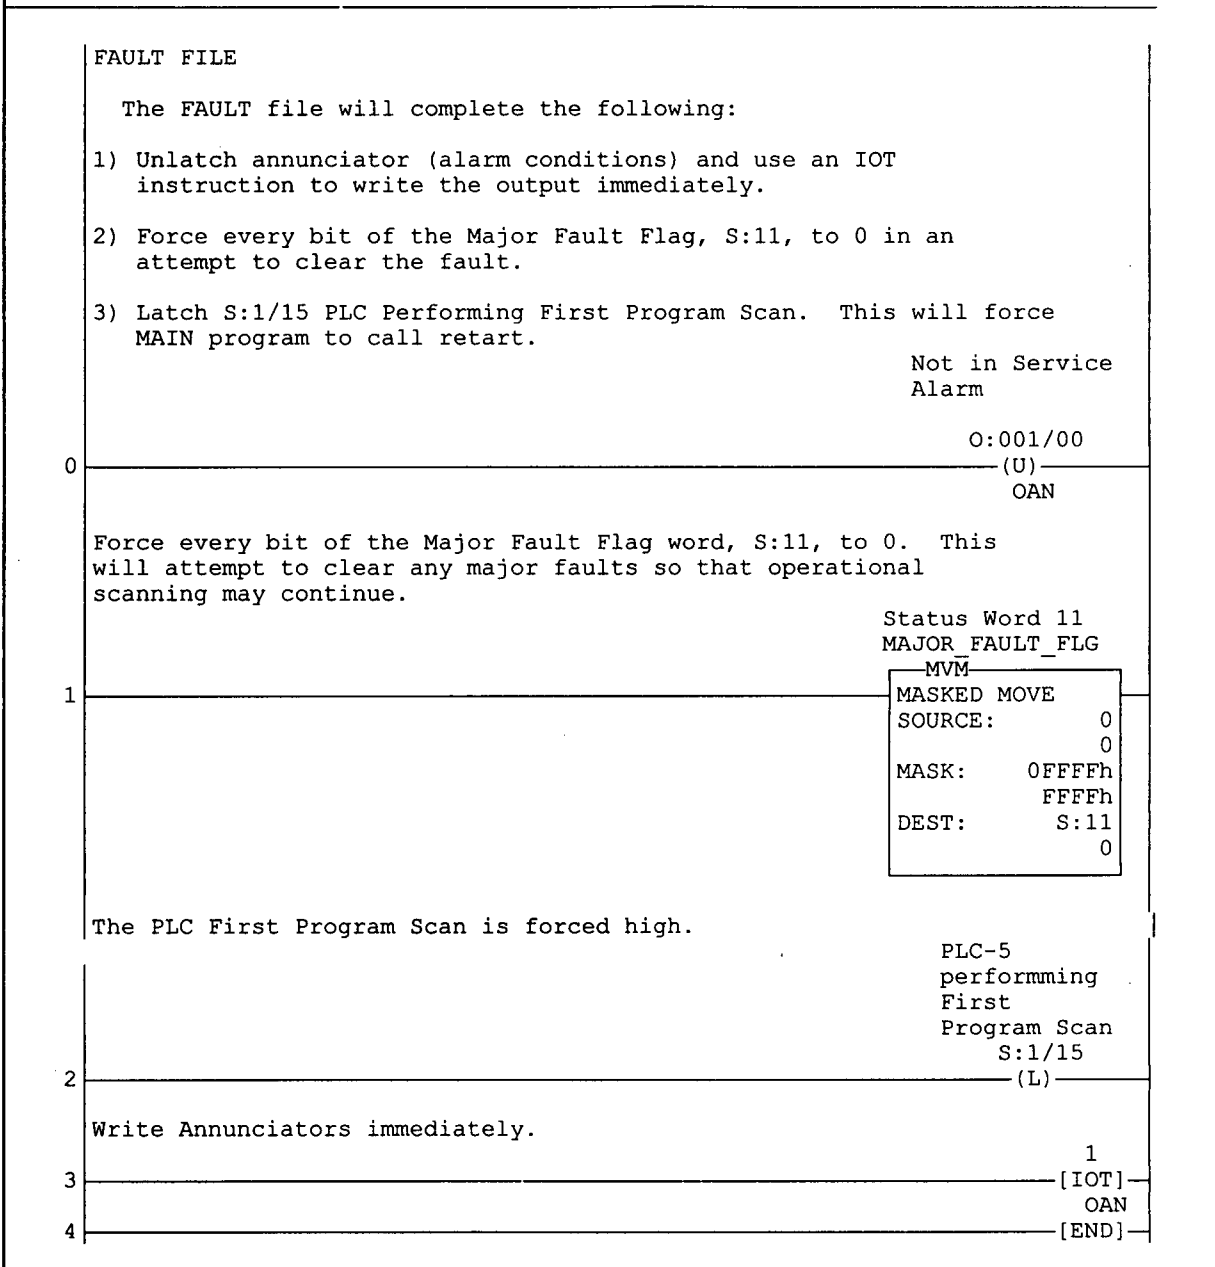 FAULT FILE
The FAULT file will complete the following:
1) Unlatch annunciator (alarm conditions) and use an IOT
instruction to write the output immediately.
2) Force every bit of the Major Fault Flag, S:11, to 0 in an
attempt to clear the fault.
3) Latch S:1/15 PLC Performing First Program Scan.  This will force
MAIN program to call retart.
Not in Service
Alarm
O:001/00
0 (U)
OAN
Force every bit of the Major Fault Flag word, S:11, to 0.  This
will attempt to clear any major faults so that operational
scanning may continue.
Status Word 11
MAJOR_FAULT_FLG
MVM
1 MASKED MOVE
SOURCE: 0
0
MASK: 0FFFFh
FFFFh
DEST: S:11
0
The PLC First Program Scan is forced high.
PLC-5
performming
First
Program Scan
S:1/15
2 (L)
Write Annunciators immediately.
1
3 [IOT]
OAN
4 [END]